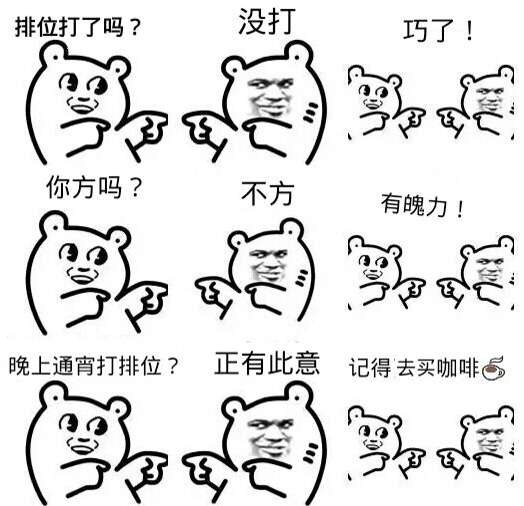 排位打了吗？
没打
巧了！
你方吗？
不方
有魄力！
晚上通宵打排位？
正有此意
记得去买咖啡